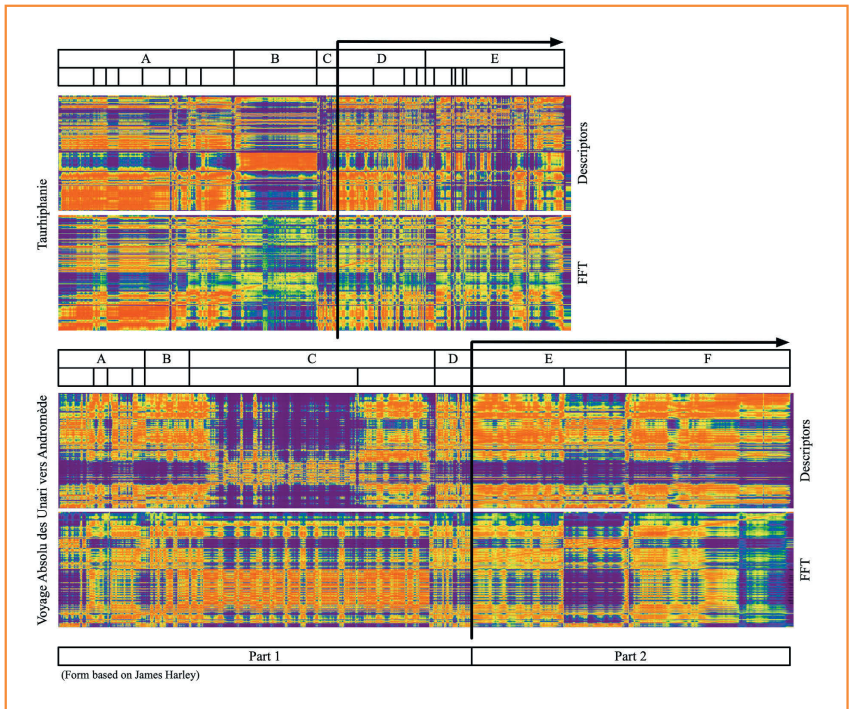 A B C D E
Taurhiphanie
Descriptors
FFT
A B C D E F
Voyage Absolu des Unari vers Andromède
Descriptors
FFT
Part 1 Part 2
(Form based on James Harley)